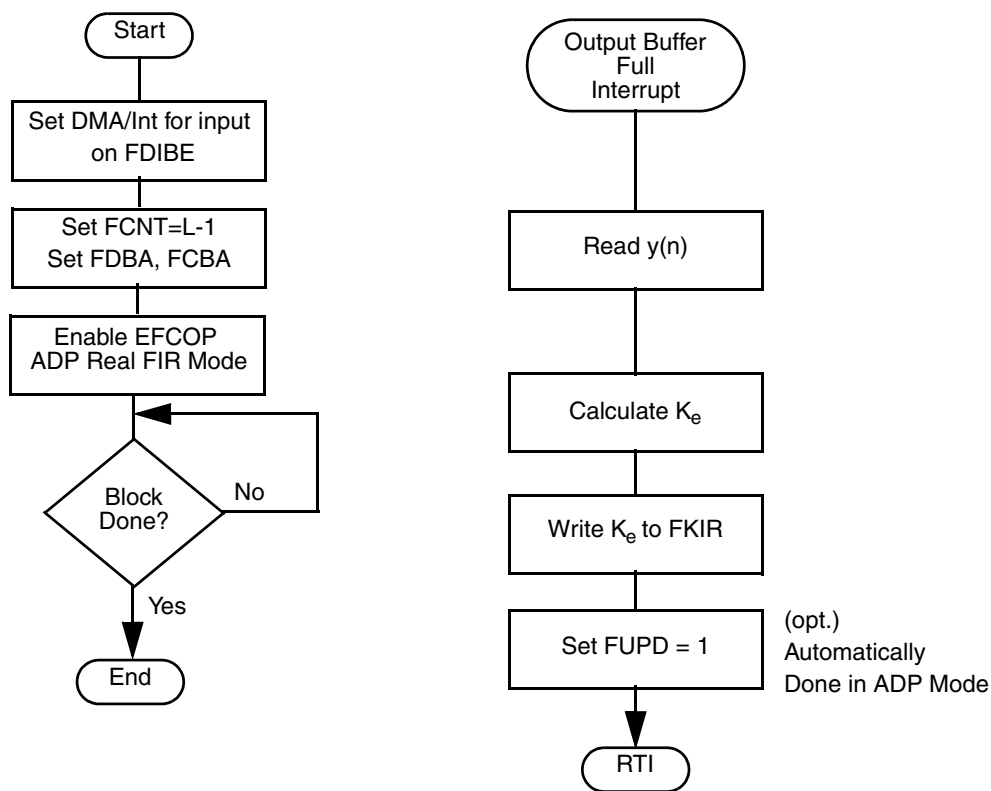 Start
Set DMA/Int for input
on FDIBE
Set FCNT=L-1
Set FDBA, FCBA
Enable EFCOP
ADP Real FIR Mode
Block
Done?
No
Yes
End
Output Buffer
Full
Interrupt
Read y(n)
Calculate Ke
Write Ke to FKIR
Set FUPD = 1
(opt.)
Automatically
Done in ADP Mode
RTI